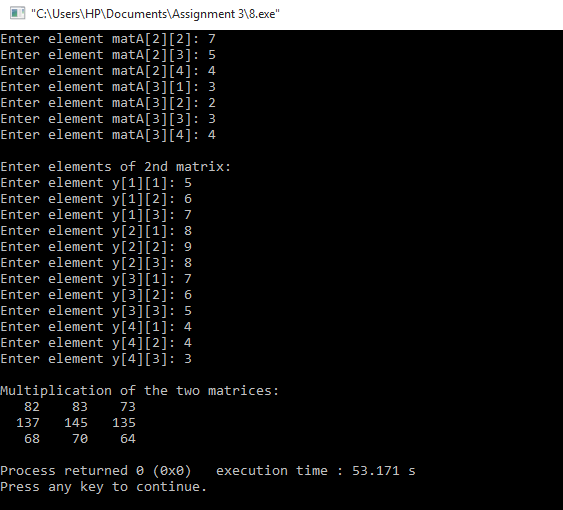 "C:\Users\HP\Documents\Assignment 3\8.exe"
Enter element matA[2][2]: 7
Enter element matA[2][3]: 5
Enter element matA[2][4]: 4
Enter element matA[3][1]: 3
Enter element matA[3][2]: 2
Enter element matA[3][3]: 3
Enter element matA[3][4]: 4
Enter elements of 2nd matrix:
Enter element y[1][1]: 5
Enter element y[1][2]: 6
Enter element y[1][3]: 7
Enter element y[2][1]: 8
Enter element y[2][2]: 9
Enter element y[2][3]: 8
Enter element y[3][1]: 7
Enter element y[3][2]: 6
Enter element y[3][3]: 5
Enter element y[4][1]: 4
Enter element y[4][2]: 4
Enter element y[4][3]: 3
Multiplication of the two matrices:
82 83 73
137 145 135
68 70 64
Process returned 0 (0x0) execution time : 53.171 s
Press any key to continue.